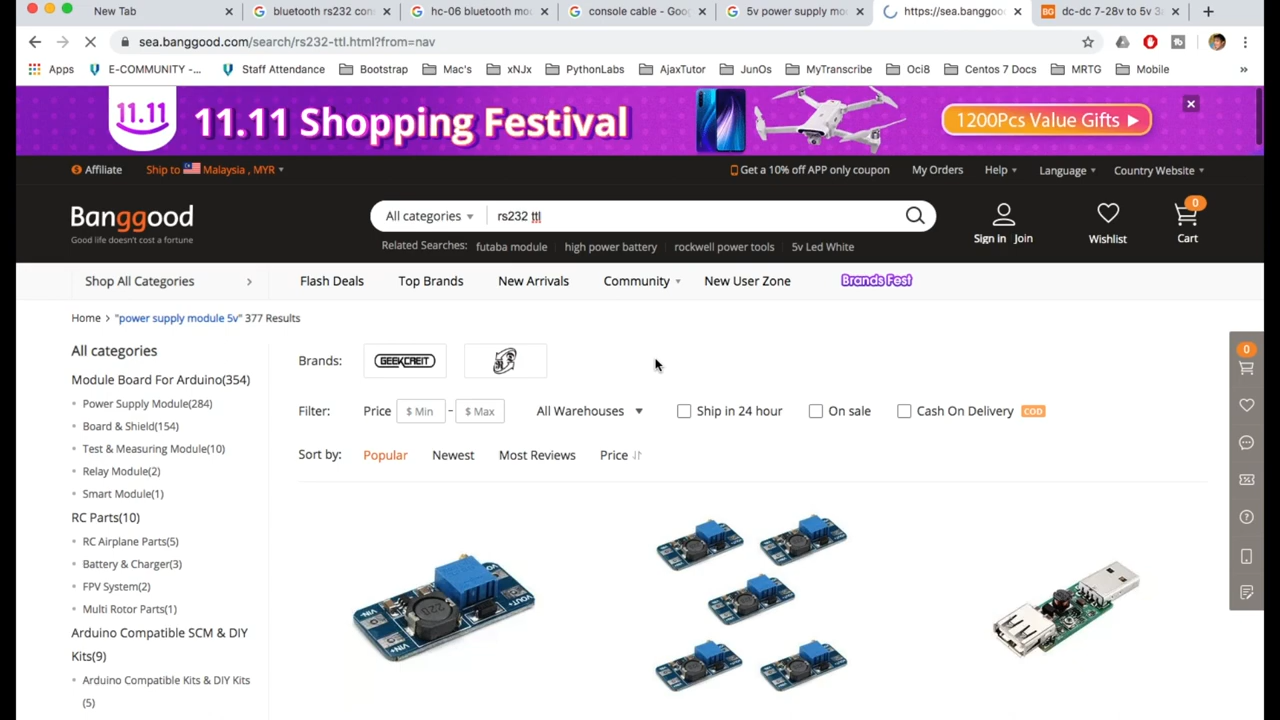 New Tab
bluetooth rs232 con
hc-06 bluetooth mo
console cable - Goo
5v power supply mo
https://sea.banggoo
dc-dc 7-28v to 5v 3
sea.banggood.com/search/rs232-ttl.html?from=nav
Apps E-COMMUNITY -... Staff Attendance Bootstrap Mac's xNJx PythonLabs AjaxTutor JunOs MyTranscribe Oci8 Centos 7 Docs MRTG Mobile »
11.11 11.11 Shopping Festival 1200Pcs Value Gifts
Affiliate Ship to Malaysia , MYR Get a 10% off APP only coupon My Orders Help Language Country Website
Banggood
Good life doesn't cost a fortune
All categories rs232 ttl
Related Searches: futaba module high power battery rockwell power tools 5v Led White
Sign In Join Wishlist 0 Cart
Shop All Categories > Flash Deals Top Brands New Arrivals Community New User Zone Brands Fest
Home > "power supply module 5v" 377 Results
All categories
Module Board For Arduino(354)
Power Supply Module(284)
Board & Shield(154)
Test & Measuring Module(10)
Relay Module(2)
Smart Module(1)
RC Parts(10)
RC Airplane Parts(5)
Battery & Charger(3)
FPV System(2)
Multi Rotor Parts(1)
Arduino Compatible SCM & DIY
Kits(9)
Arduino Compatible Kits & DIY Kits
(5)
Brands: GEEKCREIT
Filter: Price $ Min - $ Max All Warehouses Ship in 24 hour On sale Cash On Delivery COD
Sort by: Popular Newest Most Reviews Price
0